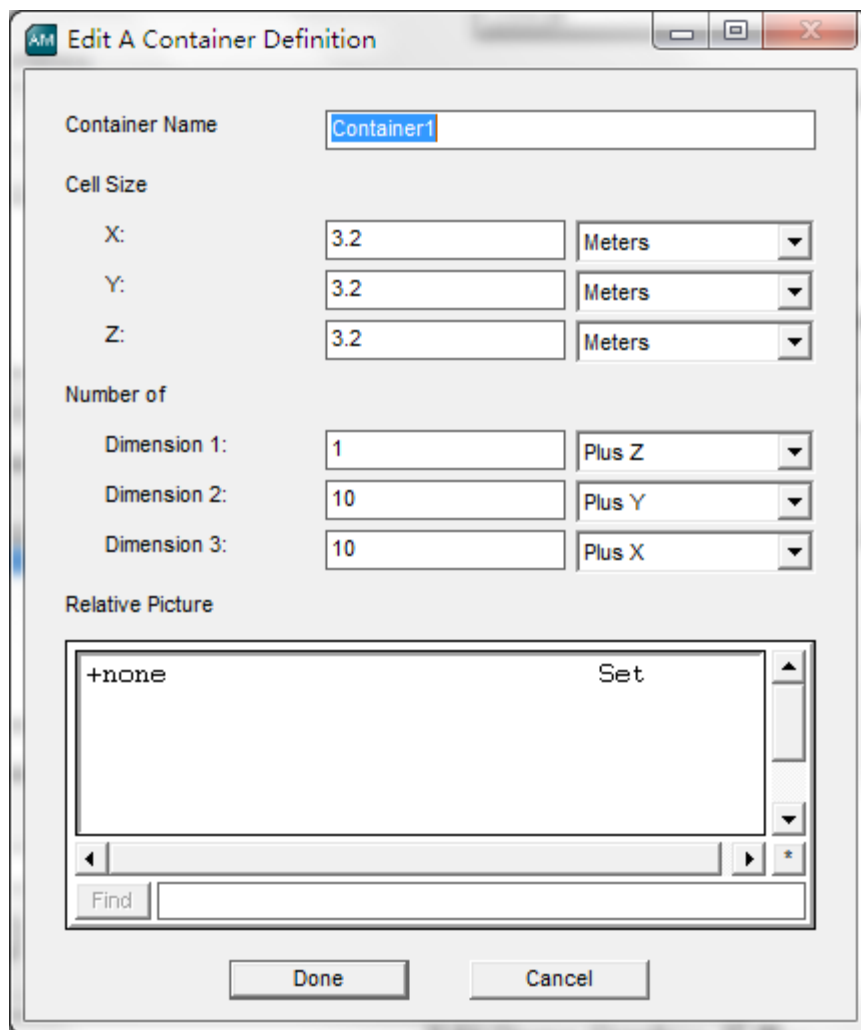 AM Edit A Container Definition
Container Name Container1
Cell Size
X: 3.2 Meters
Y: 3.2 Meters
Z: 3.2 Meters
Number of
Dimension 1: 1 Plus Z
Dimension 2: 10 Plus Y
Dimension 3: 10 Plus X
Relative Picture
+none Set
*
Find
Done Cancel